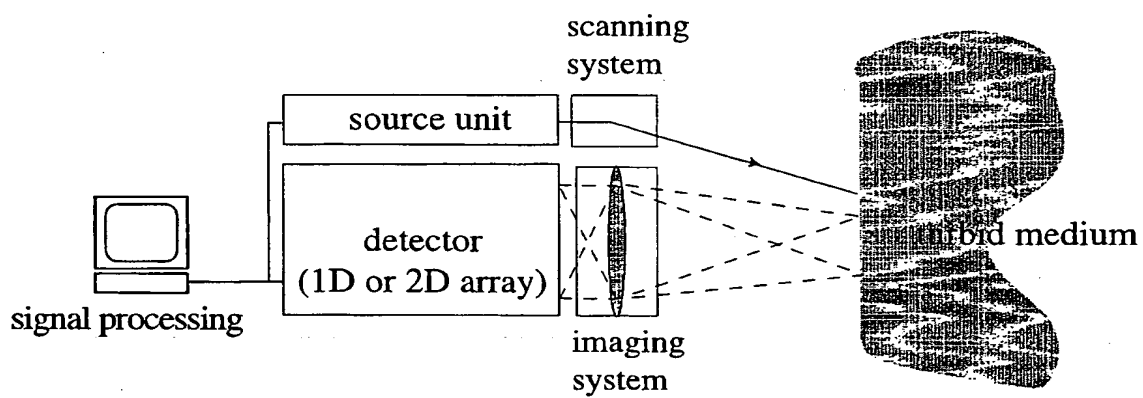 scanning
system
source unit
detector
(1D or 2D array)
turbid medium
signal processing
imaging
system